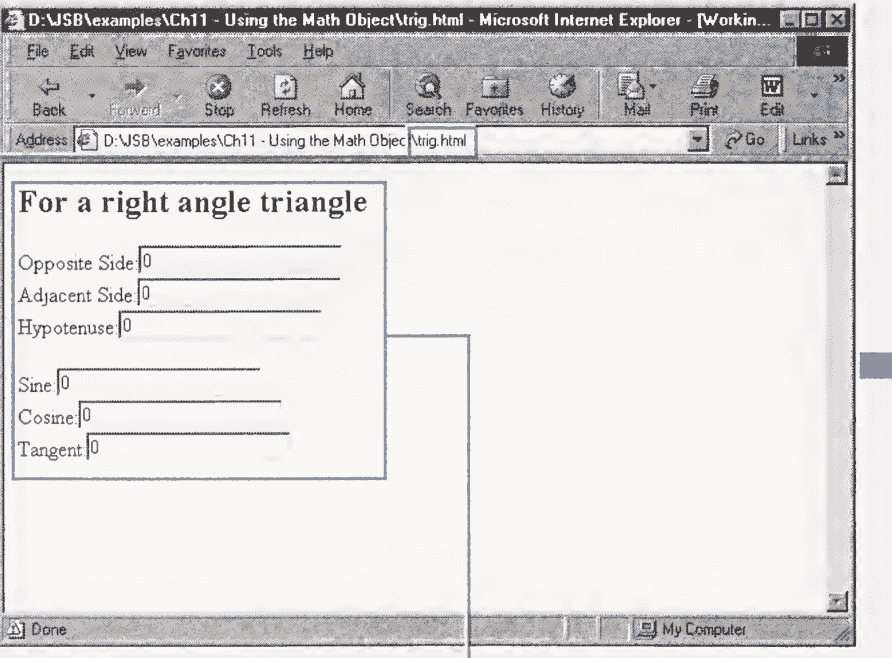 D:\JSB\examples\Ch11 - Using the Math Object\trig.html - Microsoft Internet Explorer - [Workin...
File Edit View Favorites Tools Help
Back Forward Stop Refresh Home Search Favorites History Mail Print Edit »
Address D:\JSB\examples\Ch11 - Using the Math Objec \trig.html Go Links »
For a right angle triangle
Opposite Side: 0
Adjacent Side: 0
Hypotenuse: 0
Sine: 0
Cosine: 0
Tangent: 0
Done My Computer